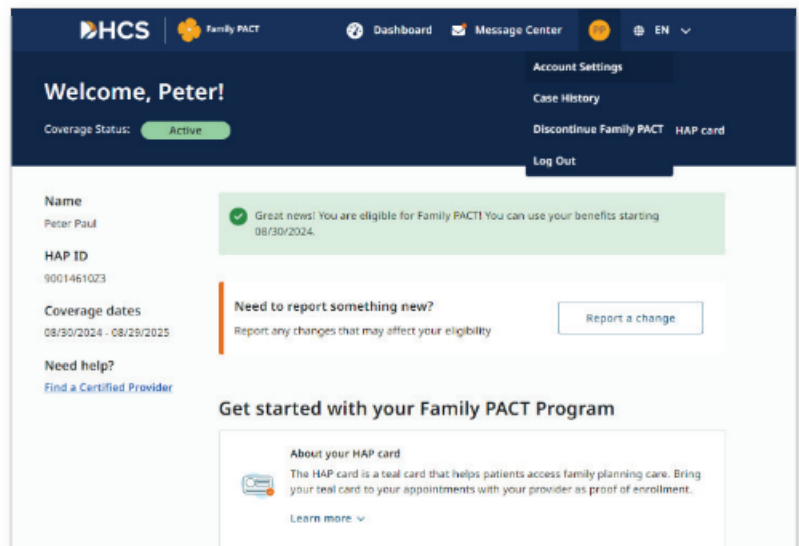 DHCS Family PACT Dashboard Message Center PP EN
Account Settings
Welcome, Peter!
Case History
Coverage Status: Active
Discontinue Family PACT HAP card
Log Out
Name
Peter Paul
HAP ID
90014610Z3
Coverage dates
08/30/2024 - 08/29/2025
Need help?
Find a Certified Provider
Great news! You are eligible for Family PACT! You can use your benefits starting
08/30/2024.
Need to report something new?
Report any changes that may affect your eligibility
Report a change
Get started with your Family PACT Program
About your HAP card
The HAP card is a teal card that helps patients access family planning care. Bring
your teal card to your appointments with your provider as proof of enrollment.
Learn more